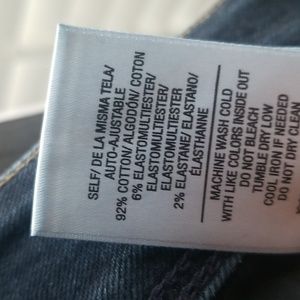 SELF/ DE LA MISMA TELA/
AUTO-AJUSTABLE
92% COTTON/ ALGODÓN/ COTON
6% ELASTOMULTIESTER/
ELASTOMULTIESTER/
ELASTOMULTIESTER
2% ELASTANE/ ELASTANO/
ÉLASTHANNE
MACHINE WASH COLD
WITH LIKE COLORS INSIDE OUT
DO NOT BLEACH
TUMBLE DRY LOW
COOL IRON IF NEEDED
DO NOT DRY